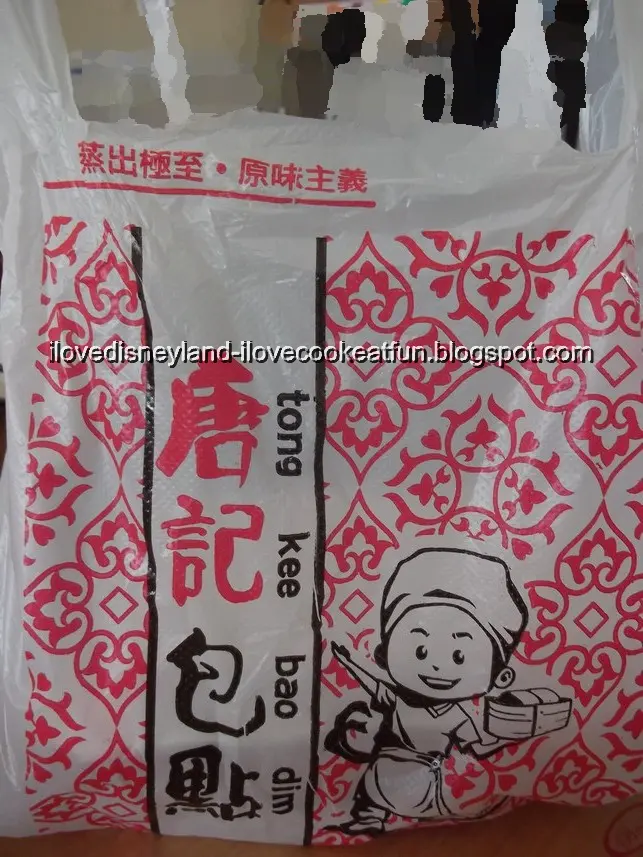 蒸出極至・原味主義
ilovedisneyland-ilovecookeatfun.blogspot.com
唐記包點
tong kee bao dim